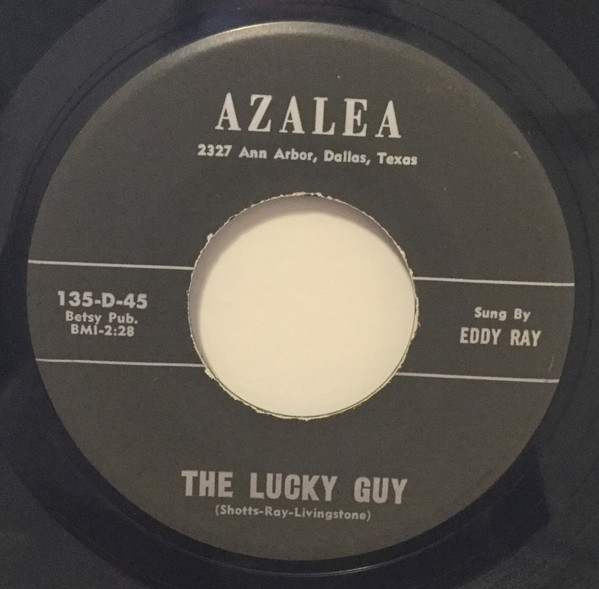 AZALEA
2327 Ann Arbor, Dallas, Texas
135-D-45
Betsy Pub.
BMI-2:28
Sung By
EDDY RAY
THE LUCKY GUY
(Shotts-Ray-Livingstone)